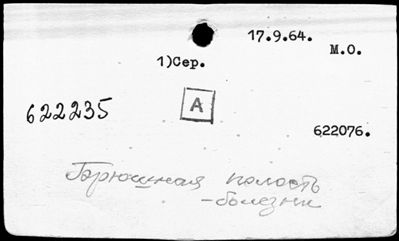 17.9.64.
М.О.
1)Сер.
622235
А
622076.
Брюшная полость
-болезни